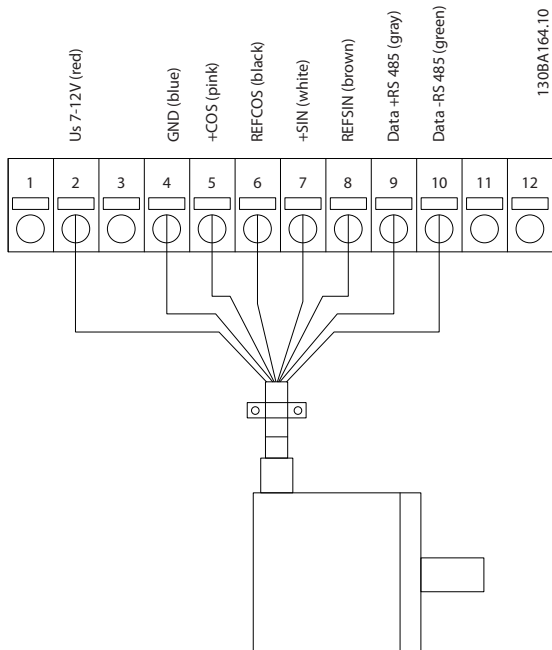 Us 7-12V (red)
GND (blue)
+COS (pink)
REFCOS (black)
+SIN (white)
REFSIN (brown)
Data +RS 485 (gray)
Data -RS 485 (green)
130BA164.10
1 2 3 4 5 6 7 8 9 10 11 12